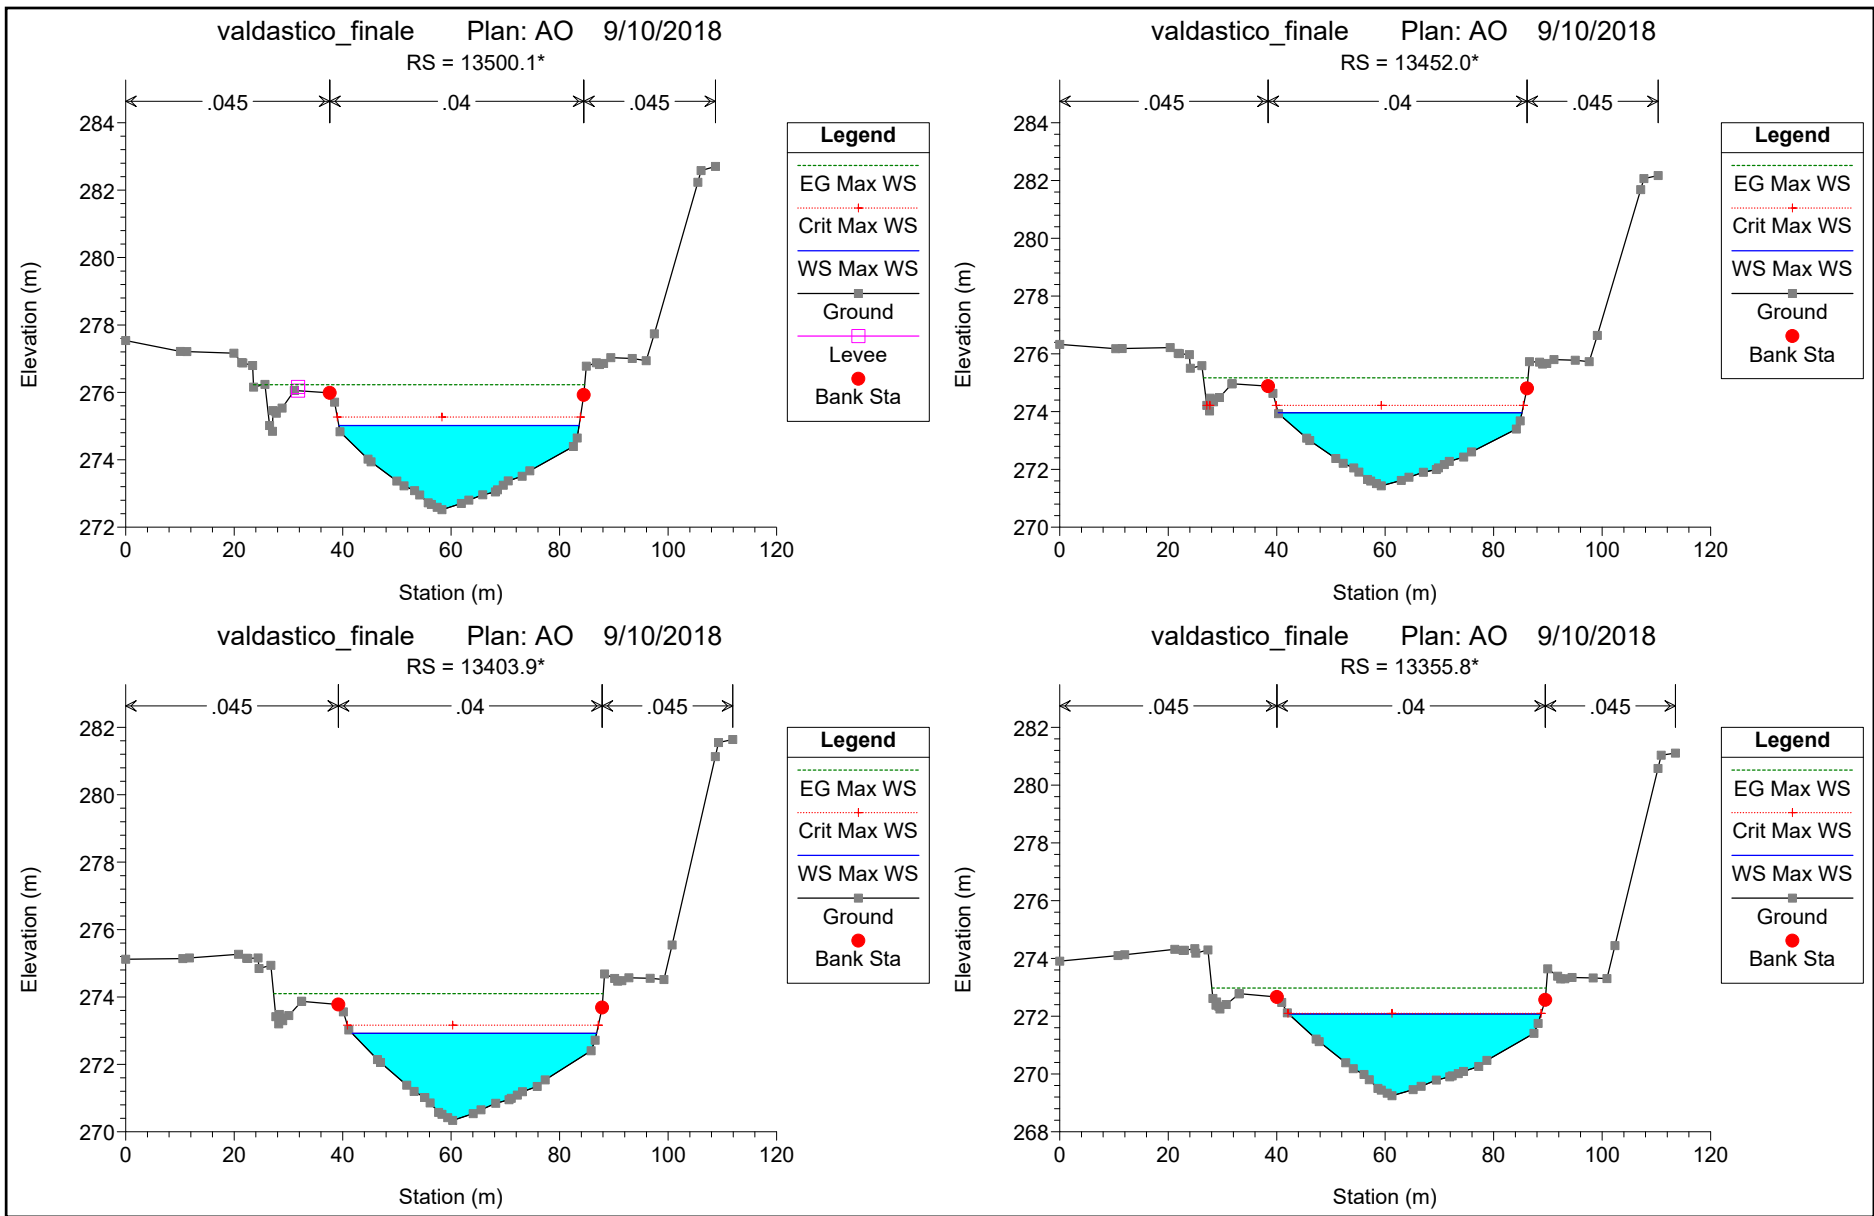 valdastico_finale Plan: AO 9/10/2018
RS = 13500.1*
.045 .04 .045
284
282
280
278
276
274
272
0 20 40 60 80 100 120
Station (m)
Elevation (m)
Legend
EG Max WS
Crit Max WS
WS Max WS
Ground
Levee
Bank Sta
valdastico_finale Plan: AO 9/10/2018
RS = 13452.0*
.045 .04 .045
284
282
280
278
276
274
272
270
0 20 40 60 80 100 120
Station (m)
Elevation (m)
Legend
EG Max WS
Crit Max WS
WS Max WS
Ground
Bank Sta
valdastico_finale Plan: AO 9/10/2018
RS = 13403.9*
.045 .04 .045
282
280
278
276
274
272
270
0 20 40 60 80 100 120
Station (m)
Elevation (m)
Legend
EG Max WS
Crit Max WS
WS Max WS
Ground
Bank Sta
valdastico_finale Plan: AO 9/10/2018
RS = 13355.8*
.045 .04 .045
282
280
278
276
274
272
270
268
0 20 40 60 80 100 120
Station (m)
Elevation (m)
Legend
EG Max WS
Crit Max WS
WS Max WS
Ground
Bank Sta